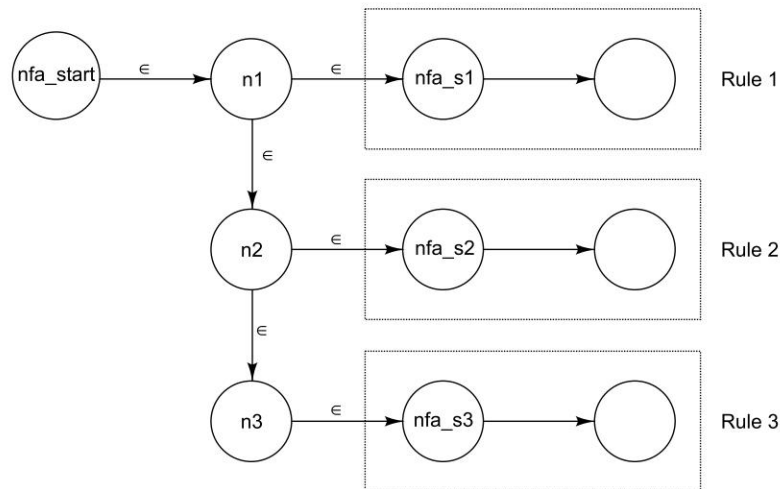 nfa_start
∈
n1
∈
nfa_s1
Rule 1
∈
n2
∈
nfa_s2
Rule 2
∈
n3
∈
nfa_s3
Rule 3